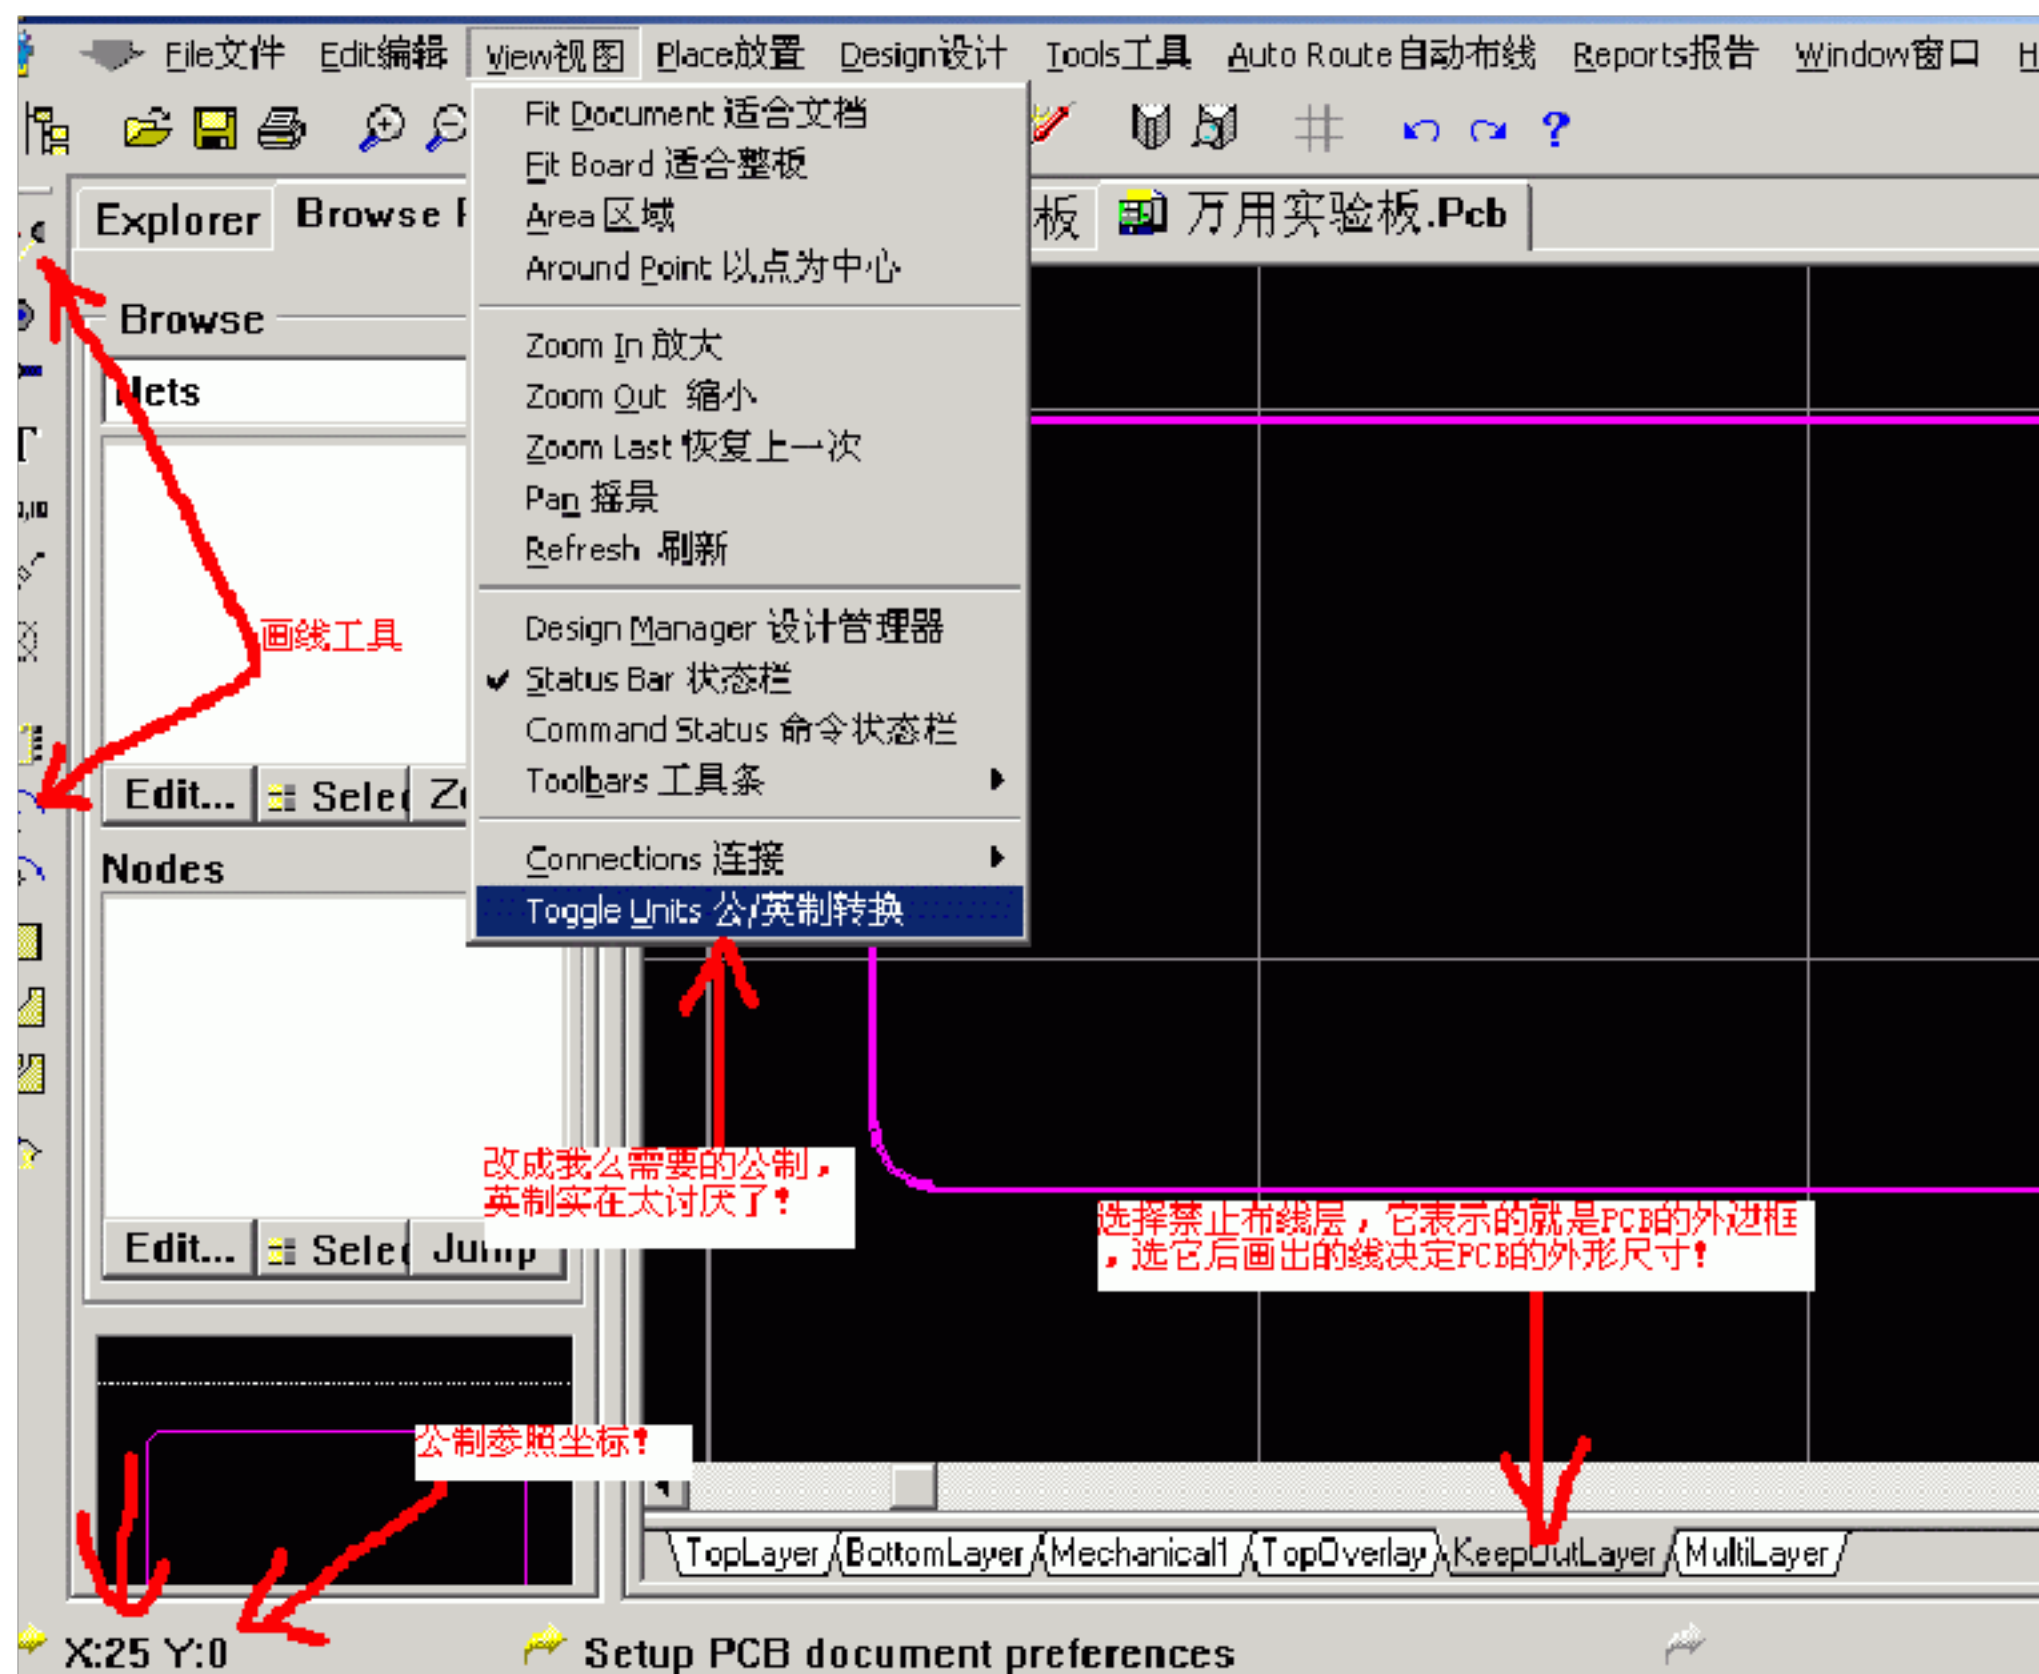 File文件 Edit编辑 View视图 Place放置 Design设计 Tools工具 Auto Route自动布线 Reports报告 Window窗口 H
Fit Document 适合文档
Fit Board 适合整板
Area 区域
Around Point 以点为中心
Zoom In 放大
Zoom Out 缩小
Zoom Last 恢复上一次
Pan 摇景
Refresh 刷新
Design Manager 设计管理器
Status Bar 状态栏
Command Status 命令状态栏
Toolbars 工具条
Connections 连接
Toggle Units 公/英制转换
Explorer Browse
板 万用实验板.Pcb
Browse
Nets
画线工具
Edit... Selec Zo
Nodes
Edit... Selec Jump
改成我么需要的公制，
英制实在太讨厌了！
选择禁止布线层，它表示的就是PCB的外边框
，选它后画出的线决定PCB的外形尺寸！
公制参照坐标！
TopLayer BottomLayer Mechanical1 TopOverlay KeepOutLayer MultiLayer
X:25 Y:0 Setup PCB document preferences